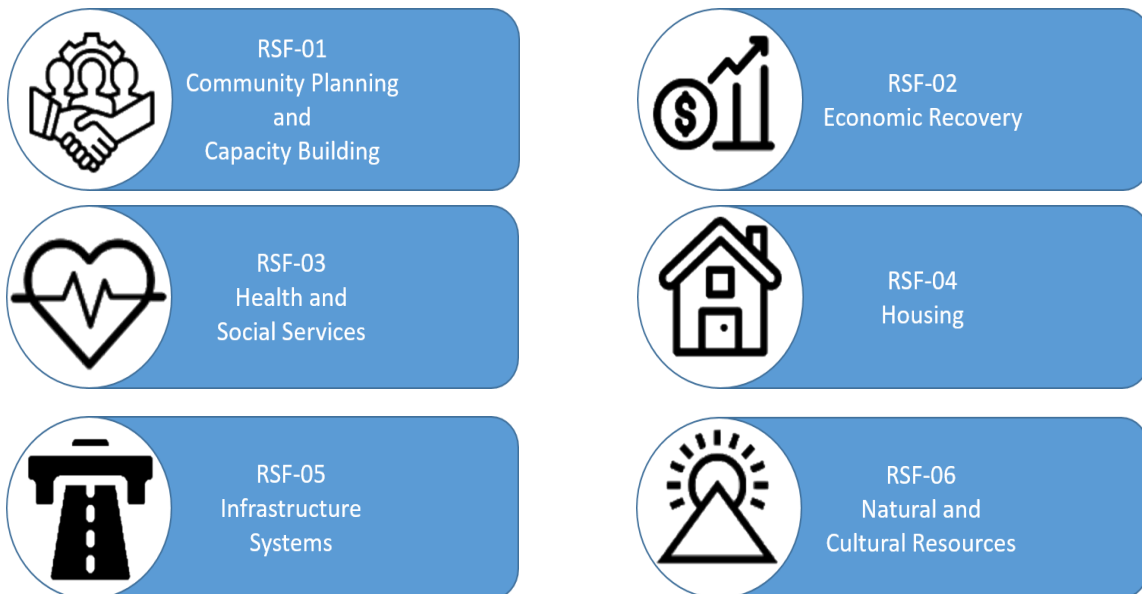 RSF-01
Community Planning
and
Capacity Building
RSF-02
Economic Recovery
RSF-03
Health and
Social Services
RSF-04
Housing
RSF-05
Infrastructure
Systems
RSF-06
Natural and
Cultural Resources